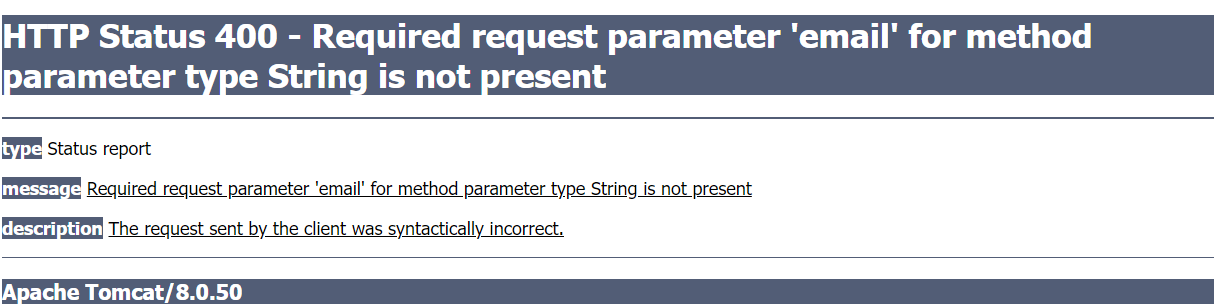 HTTP Status 400 - Required request parameter 'email' for method
parameter type String is not present
type Status report
message Required request parameter 'email' for method parameter type String is not present
description The request sent by the client was syntactically incorrect.
Apache Tomcat/8.0.50